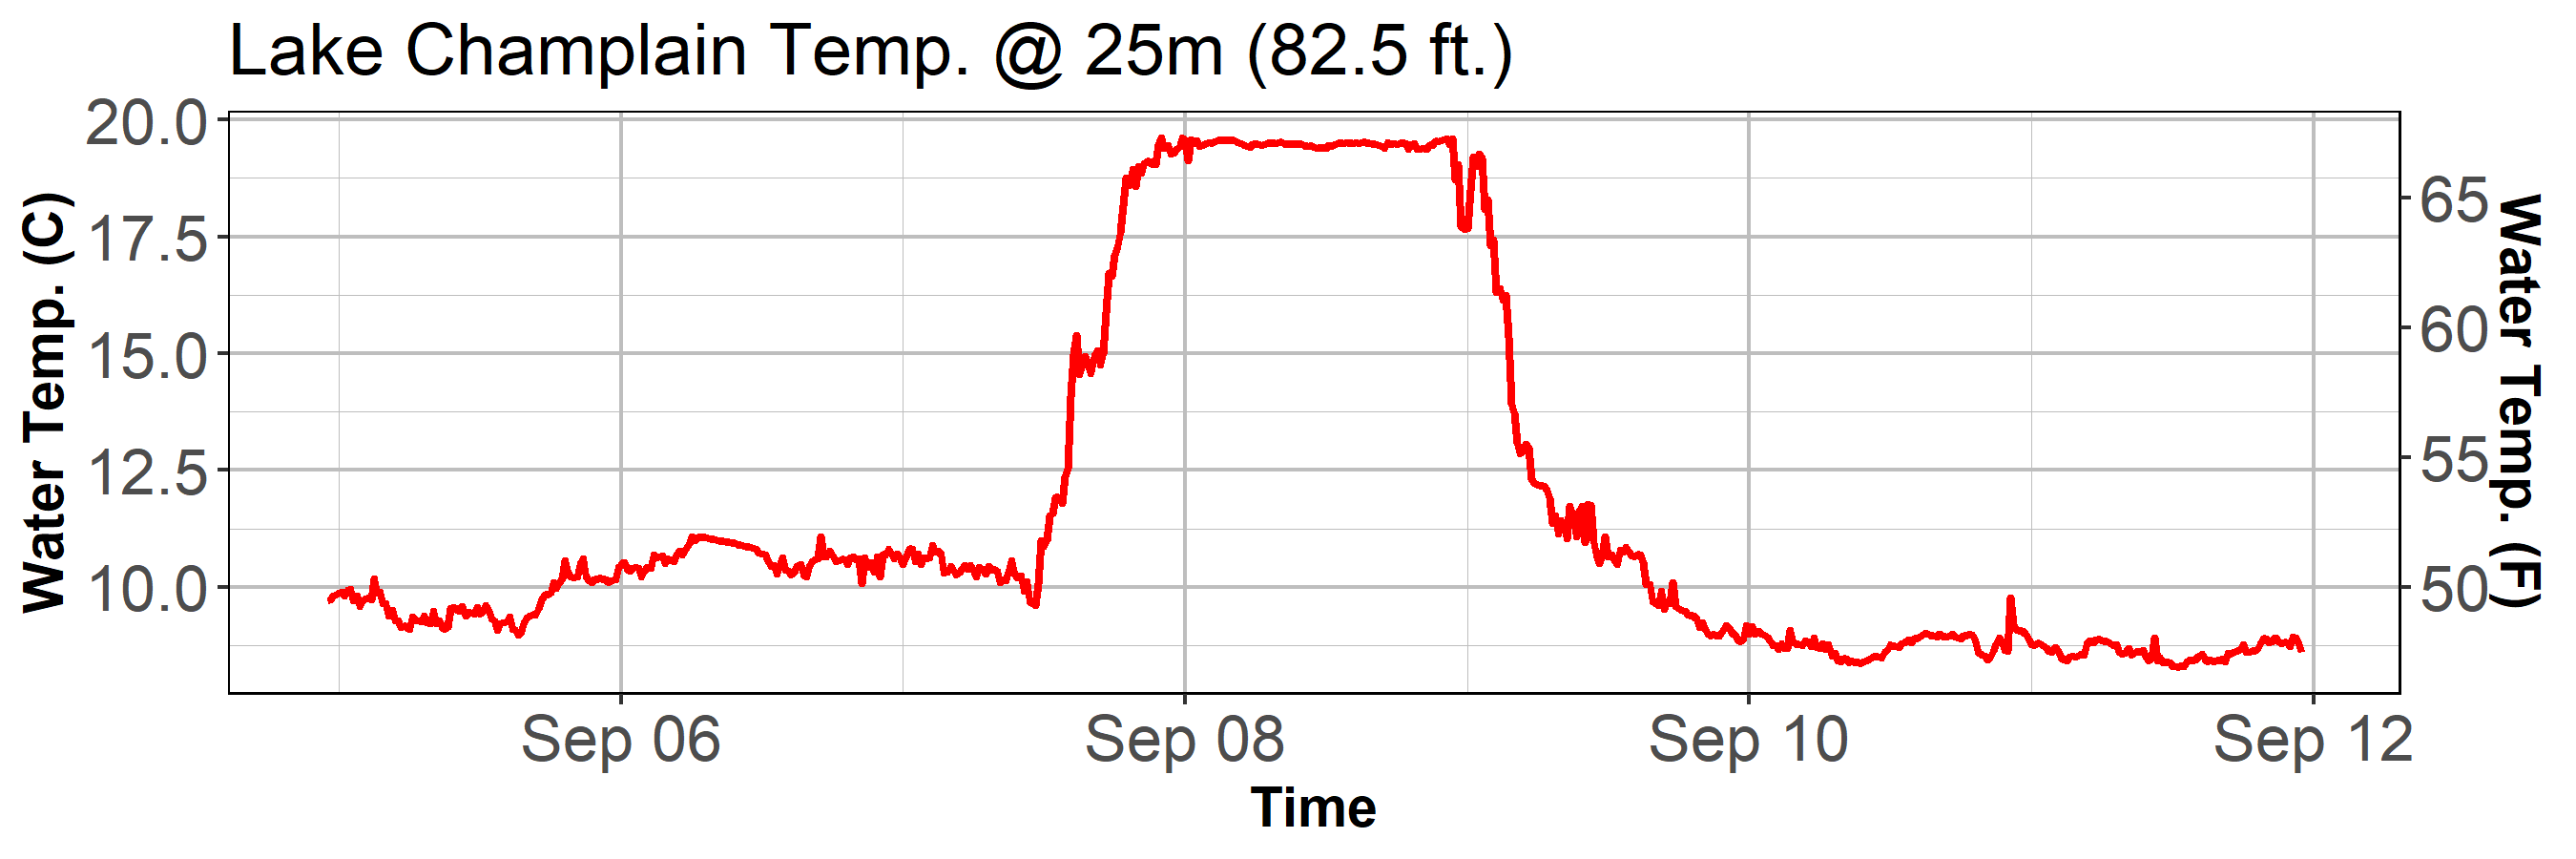 Lake Champlain Temp. @ 25m (82.5 ft.)
Water Temp. (C)
20.0
17.5
15.0
12.5
10.0
65
60
55
50
Water Temp. (F)
Sep 06
Sep 08
Sep 10
Sep 12
Time